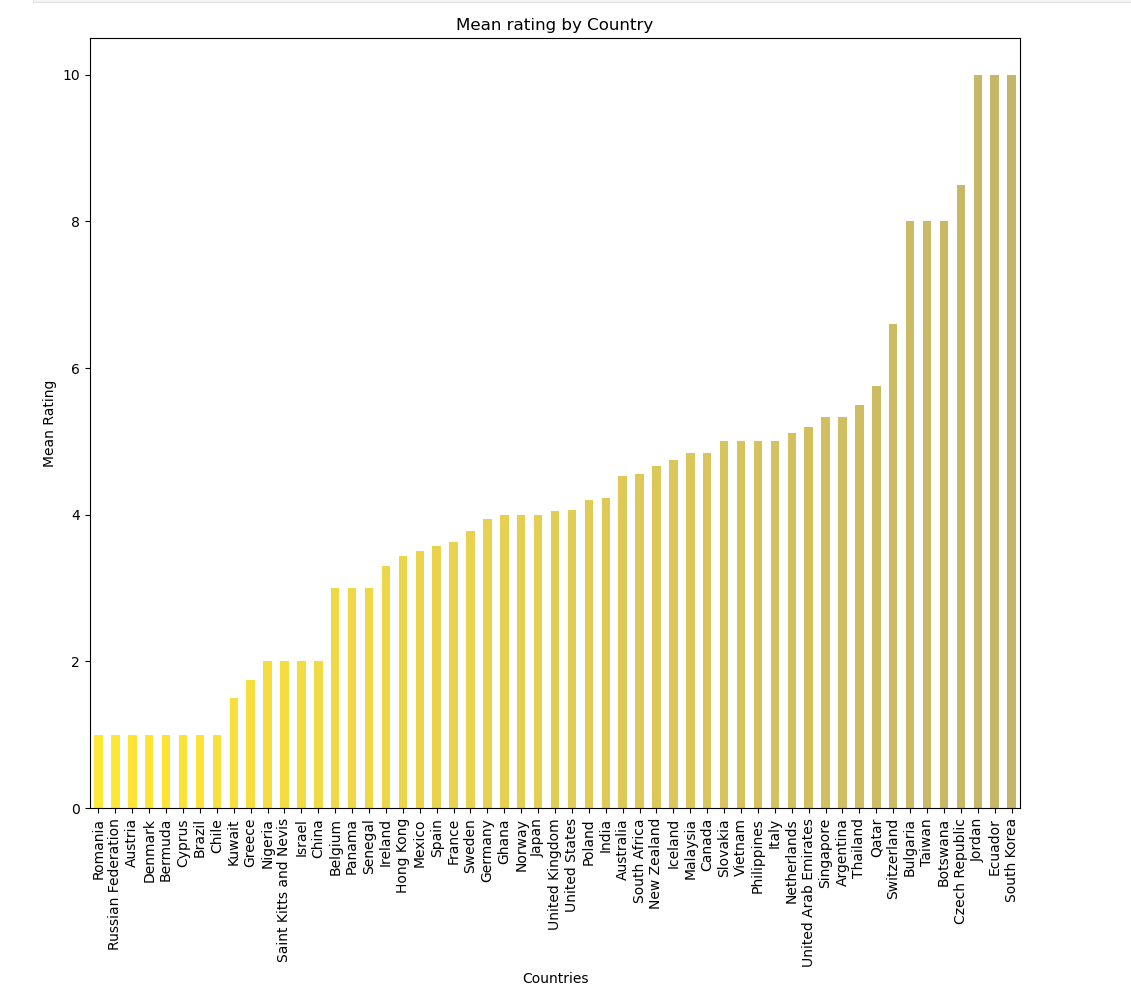 Mean rating by Country
Mean Rating
10
8
6
4
2
0
Romania
Russian Federation
Austria
Denmark
Bermuda
Cyprus
Brazil
Chile
Kuwait
Greece
Nigeria
Saint Kitts and Nevis
Israel
China
Belgium
Panama
Senegal
Ireland
Hong Kong
Mexico
Spain
France
Sweden
Germany
Ghana
Norway
Japan
United Kingdom
United States
Poland
India
Australia
South Africa
New Zealand
Iceland
Malaysia
Canada
Slovakia
Vietnam
Philippines
Italy
Netherlands
United Arab Emirates
Singapore
Argentina
Thailand
Qatar
Switzerland
Bulgaria
Taiwan
Botswana
Czech Republic
Jordan
Ecuador
South Korea
Countries